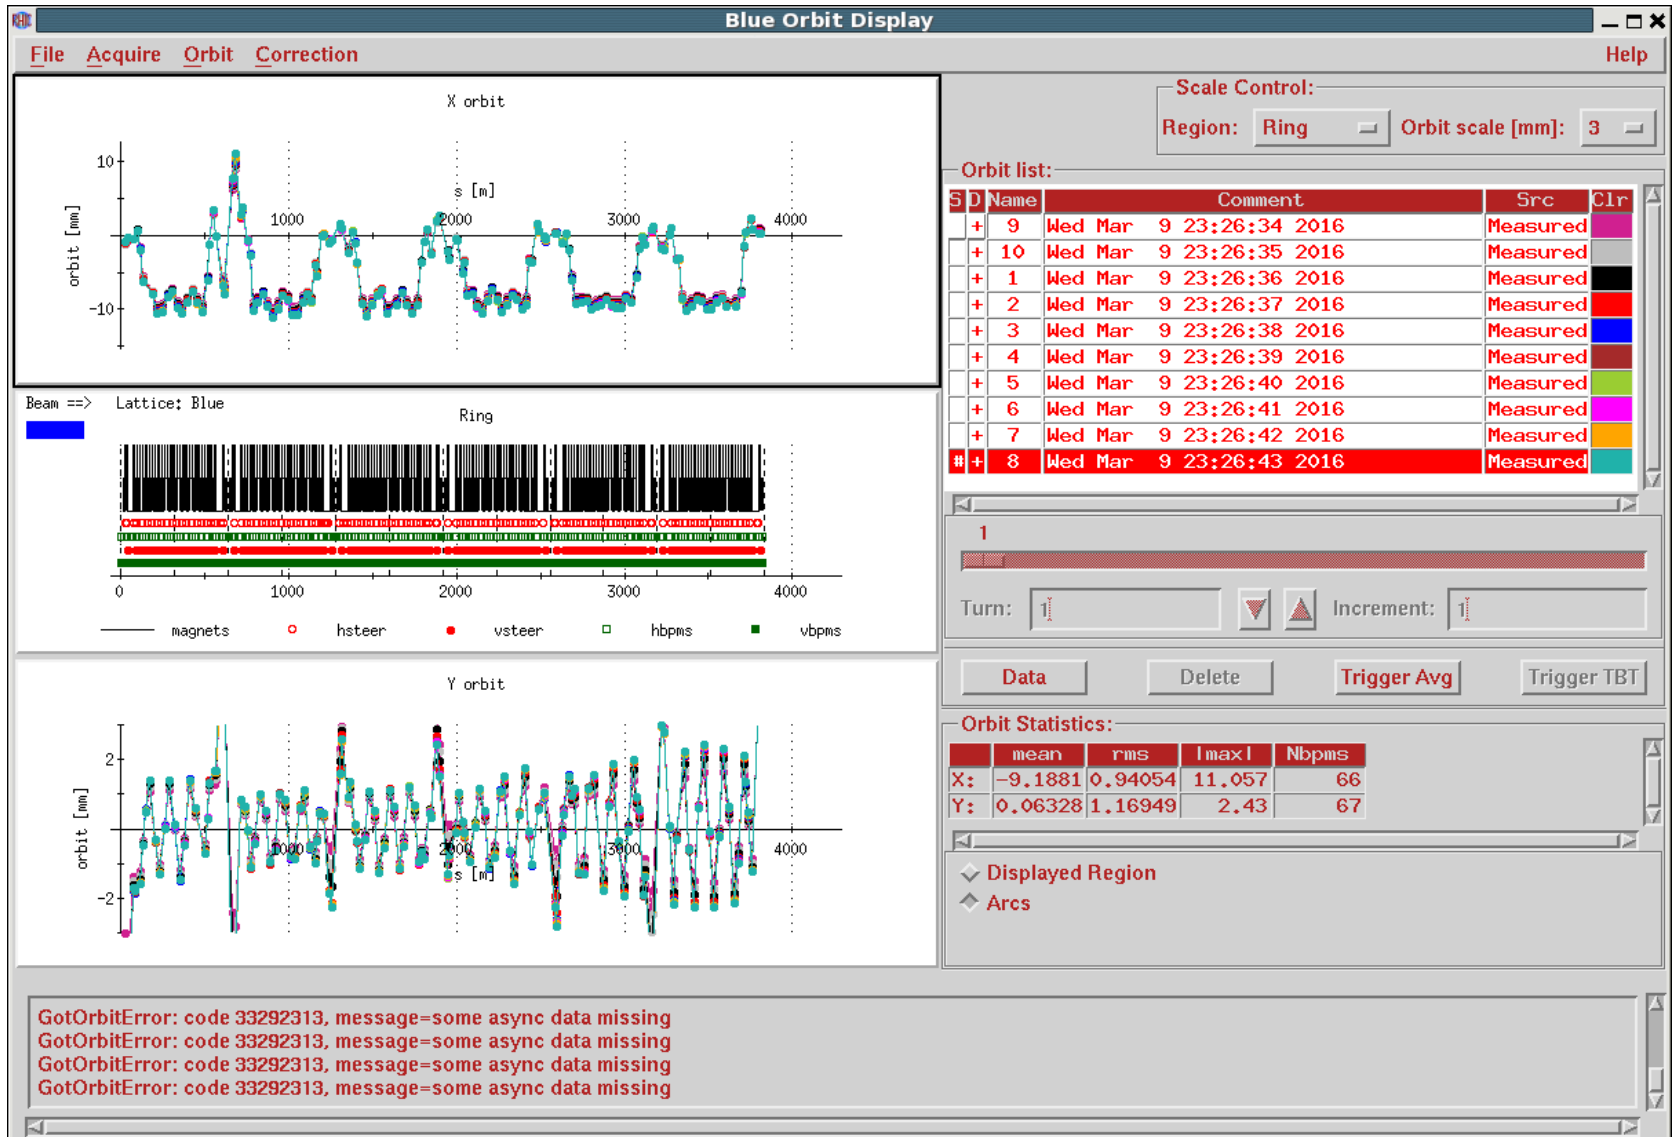 RHIC
Blue Orbit Display
File Acquire Orbit Correction Help
X orbit
10
s [m]
1000 2000 3000 4000
orbit [mm]
-10
Beam ==> Lattice: Blue
Ring
0 1000 2000 3000 4000
magnets hsteer vsteer hbpms vbpms
Y orbit
2
orbit [mm]
1000 2000 3000 4000
s [m]
-2
Scale Control:
Region: Ring Orbit scale [mm]: 3
Orbit list:
S D Name Comment Src Clr
+ 9 Wed Mar 9 23:26:34 2016 Measured
+ 10 Wed Mar 9 23:26:35 2016 Measured
+ 1 Wed Mar 9 23:26:36 2016 Measured
+ 2 Wed Mar 9 23:26:37 2016 Measured
+ 3 Wed Mar 9 23:26:38 2016 Measured
+ 4 Wed Mar 9 23:26:39 2016 Measured
+ 5 Wed Mar 9 23:26:40 2016 Measured
+ 6 Wed Mar 9 23:26:41 2016 Measured
+ 7 Wed Mar 9 23:26:42 2016 Measured
# + 8 Wed Mar 9 23:26:43 2016 Measured
1
Turn: 1 Increment: 1
Data Delete Trigger Avg Trigger TBT
Orbit Statistics:
mean rms |max| Nbpms
X: -9.1881 0.94054 11.057 66
Y: 0.06328 1.16949 2.43 67
Displayed Region
Arcs
GotOrbitError: code 33292313, message=some async data missing
GotOrbitError: code 33292313, message=some async data missing
GotOrbitError: code 33292313, message=some async data missing
GotOrbitError: code 33292313, message=some async data missing